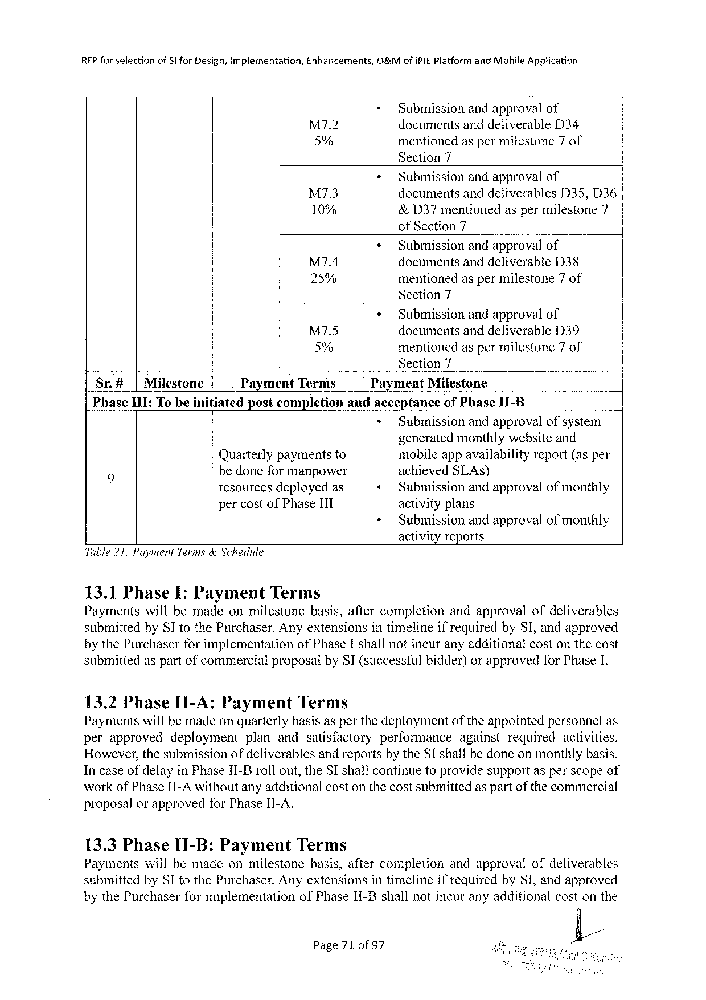 RFP for selection of SI for Design, Implementation, Enhancements, O&M of iPIE Platform and Mobile Application
M7.2
5%
• Submission and approval of
documents and deliverable D34
mentioned as per milestone 7 of
Section 7
M7.3
10%
• Submission and approval of
documents and deliverables D35, D36
& D37 mentioned as per milestone 7
of Section 7
M7.4
25%
• Submission and approval of
documents and deliverable D38
mentioned as per milestone 7 of
Section 7
M7.5
5%
• Submission and approval of
documents and deliverable D39
mentioned as per milestone 7 of
Section 7
Sr. # Milestone Payment Terms Payment Milestone
Phase III: To be initiated post completion and acceptance of Phase II-B
9
Quarterly payments to
be done for manpower
resources deployed as
per cost of Phase III
• Submission and approval of system
generated monthly website and
mobile app availability report (as per
achieved SLAs)
• Submission and approval of monthly
activity plans
• Submission and approval of monthly
activity reports
Table 21: Payment Terms & Schedule
13.1 Phase I: Payment Terms
Payments will be made on milestone basis, after completion and approval of deliverables
submitted by SI to the Purchaser. Any extensions in timeline if required by SI, and approved
by the Purchaser for implementation of Phase I shall not incur any additional cost on the cost
submitted as part of commercial proposal by SI (successful bidder) or approved for Phase I.
13.2 Phase II-A: Payment Terms
Payments will be made on quarterly basis as per the deployment of the appointed personnel as
per approved deployment plan and satisfactory performance against required activities.
However, the submission of deliverables and reports by the SI shall be done on monthly basis.
In case of delay in Phase II-B roll out, the SI shall continue to provide support as per scope of
work of Phase II-A without any additional cost on the cost submitted as part of the commercial
proposal or approved for Phase II-A.
13.3 Phase II-B: Payment Terms
Payments will be made on milestone basis, after completion and approval of deliverables
submitted by SI to the Purchaser. Any extensions in timeline if required by SI, and approved
by the Purchaser for implementation of Phase II-B shall not incur any additional cost on the
Page 71 of 97
/Anil C
/ Under